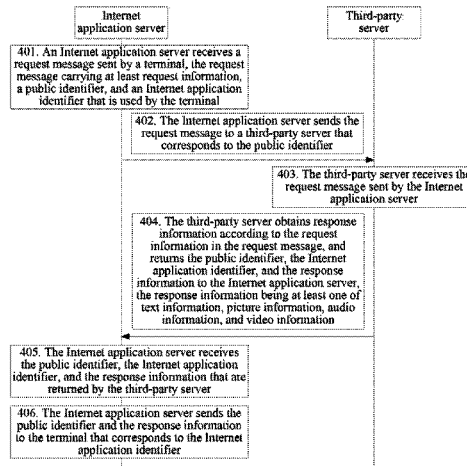 Internet
application server
Third-party
server
401. An Internet application server receives a
request message sent by a terminal, the request
message carrying at least request information,
a public identifier, and an Internet application
identifier that is used by the terminal
402. The Internet application server sends the
request message to a third-party server that
corresponds to the public identifier
403. The third-party server receives the
request message sent by the Internet
application server
404. The third-party server obtains response
information according to the request
information in the request message, and
returns the public identifier, the Internet
application identifier, and the response
information to the Internet application server,
the response information being at least one of
text information, picture information, audio
information, and video information
405. The Internet application server receives
the public identifier, the Internet application
identifier, and the response information that are
returned by the third-party server
406. The Internet application server sends the
public identifier and the response information
to the terminal that corresponds to the Internet
application identifier